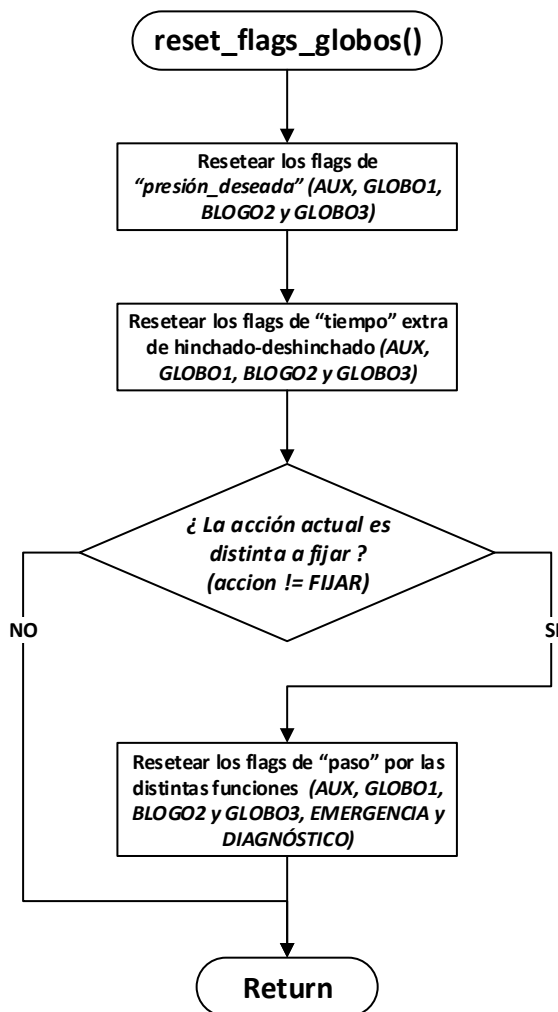 reset_flags_globos()
Resetear los flags de
“presión_deseada” (AUX, GLOBO1,
BLOGO2 y GLOBO3)
Resetear los flags de “tiempo” extra
de hinchado-deshinchado (AUX,
GLOBO1, BLOGO2 y GLOBO3)
¿ La acción actual es
distinta a fijar ?
(accion != FIJAR)
NO
SI
Resetear los flags de “paso” por las
distintas funciones (AUX, GLOBO1,
BLOGO2 y GLOBO3, EMERGENCIA y
DIAGNÓSTICO)
Return